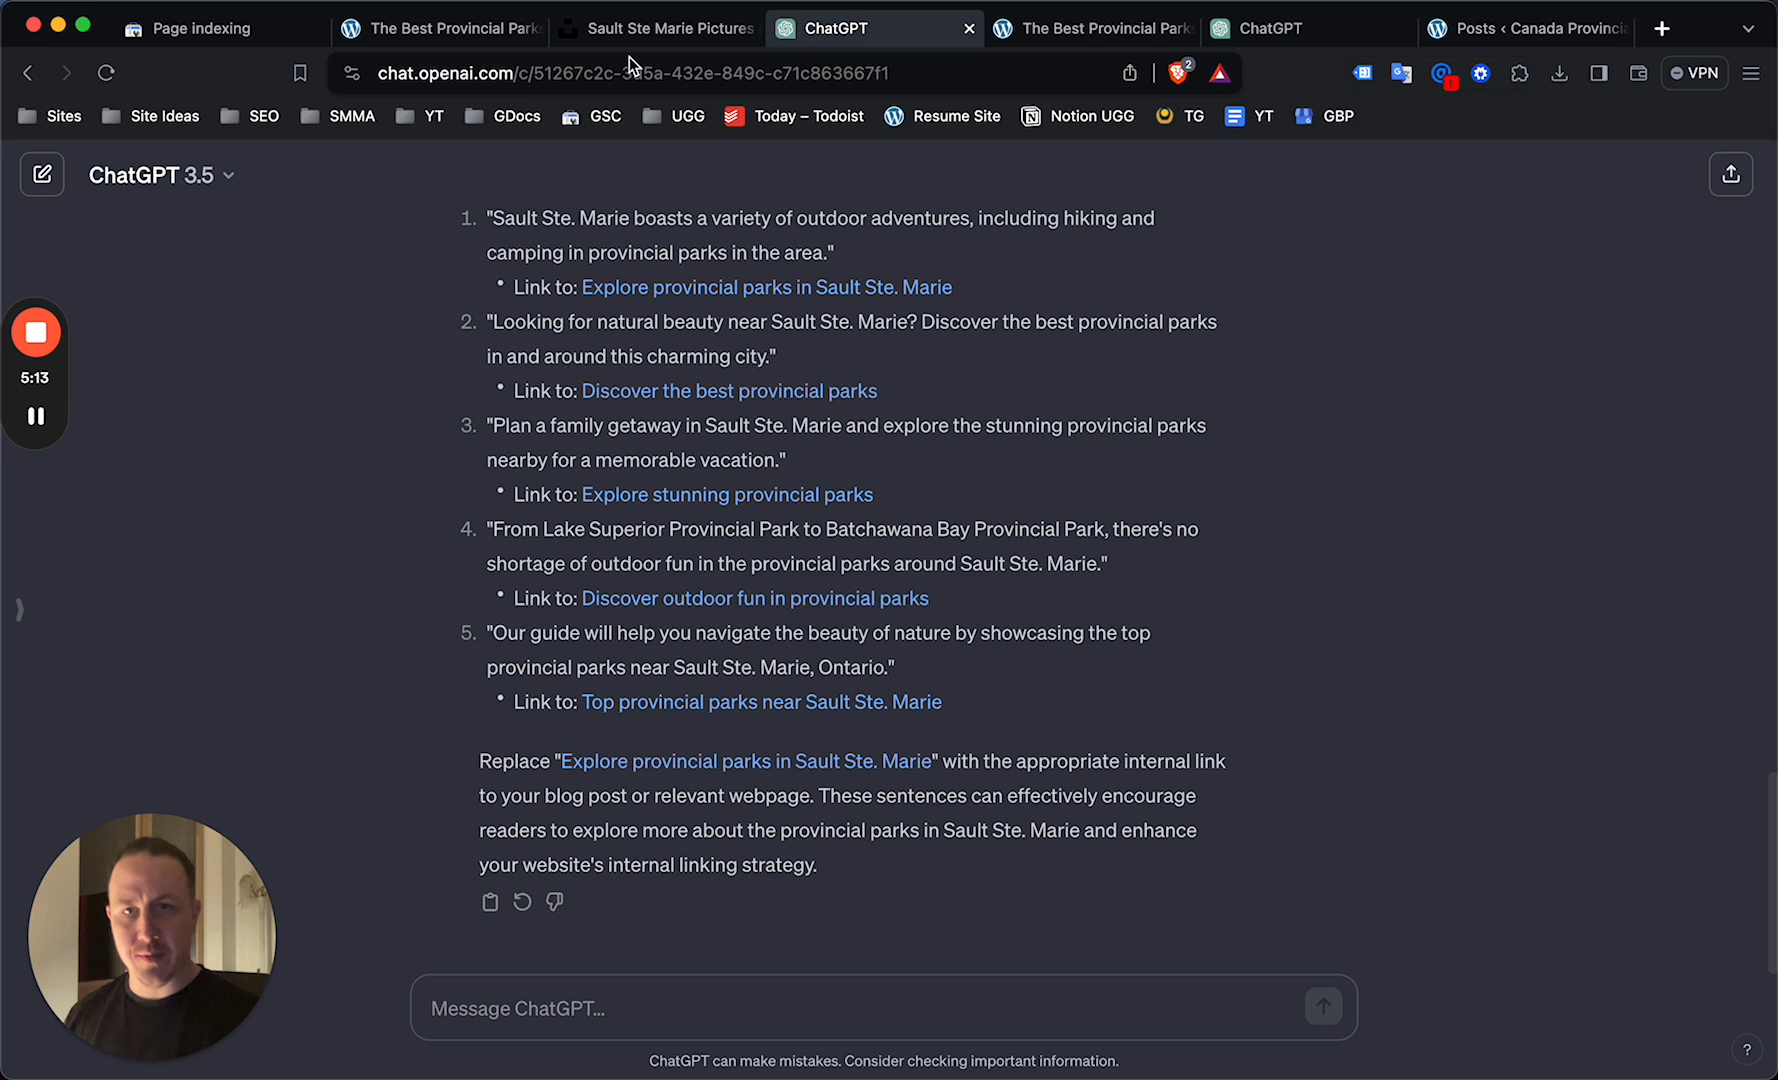 Page indexing
The Best Provincial Park
Sault Ste Marie Pictures
ChatGPT
The Best Provincial Park
ChatGPT
Posts ‹ Canada Provincia
chat.openai.com/c/51267c2c-3d5a-432e-849c-c71c863667f1
2
1
VPN
Sites
Site Ideas
SEO
SMMA
YT
GDocs
GSC
UGG
Today – Todoist
Resume Site
Notion UGG
TG
YT
GBP
ChatGPT 3.5
1. "Sault Ste. Marie boasts a variety of outdoor adventures, including hiking and
camping in provincial parks in the area."
• Link to: Explore provincial parks in Sault Ste. Marie
2. "Looking for natural beauty near Sault Ste. Marie? Discover the best provincial parks
in and around this charming city."
• Link to: Discover the best provincial parks
3. "Plan a family getaway in Sault Ste. Marie and explore the stunning provincial parks
nearby for a memorable vacation."
• Link to: Explore stunning provincial parks
4. "From Lake Superior Provincial Park to Batchawana Bay Provincial Park, there's no
shortage of outdoor fun in the provincial parks around Sault Ste. Marie."
• Link to: Discover outdoor fun in provincial parks
5. "Our guide will help you navigate the beauty of nature by showcasing the top
provincial parks near Sault Ste. Marie, Ontario."
• Link to: Top provincial parks near Sault Ste. Marie
Replace "Explore provincial parks in Sault Ste. Marie" with the appropriate internal link
to your blog post or relevant webpage. These sentences can effectively encourage
readers to explore more about the provincial parks in Sault Ste. Marie and enhance
your website's internal linking strategy.
5:13
Message ChatGPT...
ChatGPT can make mistakes. Consider checking important information.
?